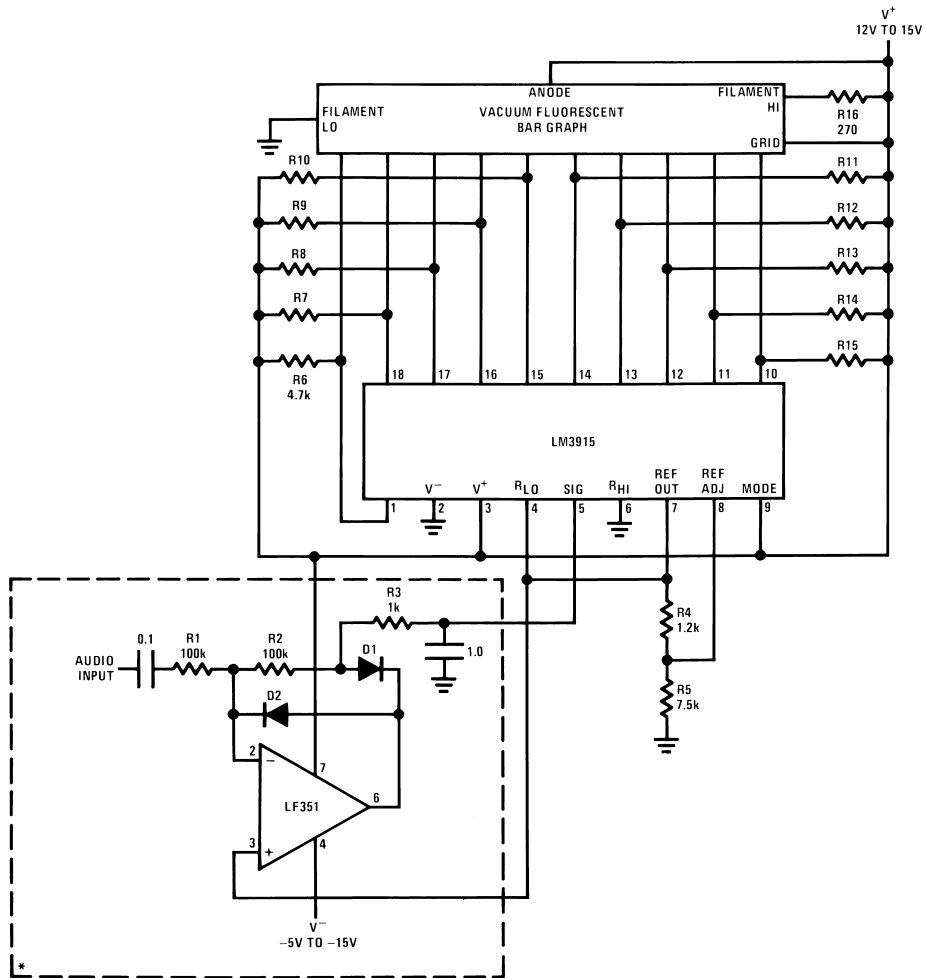 V+
12V TO 15V
ANODE
FILAMENT LO
VACUUM FLUORESCENT
BAR GRAPH
FILAMENT HI
GRID
R16
270
R10
R11
R9
R12
R8
R13
R7
R14
R6
4.7k
R15
18
17
16
15
14
13
12
11
10
LM3915
V−
V+
RLO
SIG
RHI
REF OUT
REF ADJ
MODE
1
2
3
4
5
6
7
8
9
R3
1k
R4
1.2k
0.1
R1
100k
R2
100k
D1
1.0
AUDIO
INPUT
D2
R5
7.5k
2
−
7
LF351
6
3
+
4
V−
−5V TO −15V
*